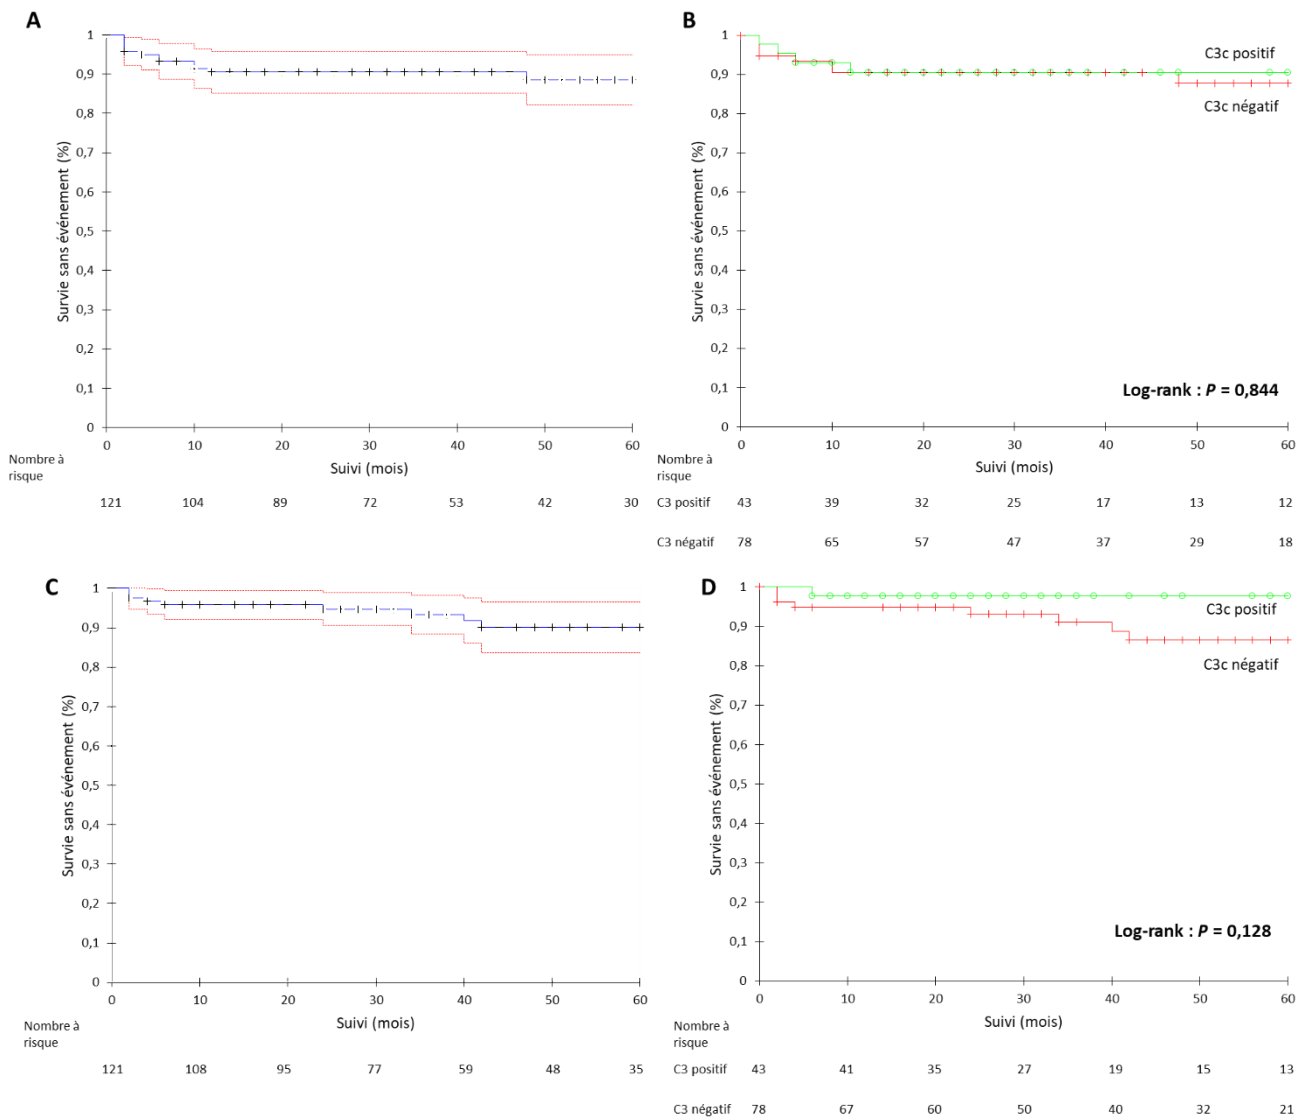 A
Survie sans événement (%)
1
0,9
0,8
0,7
0,6
0,5
0,4
0,3
0,2
0,1
0
0 10 20 30 40 50 60
Suivi (mois)
Nombre à
risque
121 104 89 72 53 42 30
B
Survie sans événement (%)
1
0,9
0,8
0,7
0,6
0,5
0,4
0,3
0,2
0,1
0
C3c positif
C3c négatif
Log-rank : P = 0,844
0 10 20 30 40 50 60
Suivi (mois)
Nombre à
risque
C3 positif 43 39 32 25 17 13 12
C3 négatif 78 65 57 47 37 29 18
C
Survie sans événement (%)
1
0,9
0,8
0,7
0,6
0,5
0,4
0,3
0,2
0,1
0
0 10 20 30 40 50 60
Suivi (mois)
Nombre à
risque
121 108 95 77 59 48 35
D
Survie sans événement (%)
1
0,9
0,8
0,7
0,6
0,5
0,4
0,3
0,2
0,1
0
C3c positif
C3c négatif
Log-rank : P = 0,128
0 10 20 30 40 50 60
Suivi (mois)
Nombre à
risque
C3 positif 43 41 35 27 19 15 13
C3 négatif 78 67 60 50 40 32 21